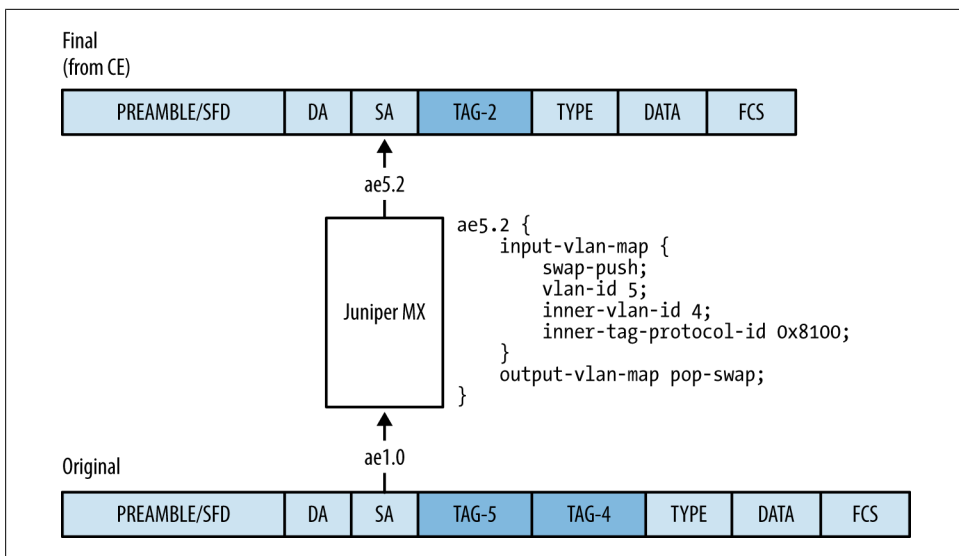 Final
(from CE)
PREAMBLE/SFD DA SA TAG-2 TYPE DATA FCS
ae5.2
Juniper MX
ae5.2 {
    input-vlan-map {
        swap-push;
        vlan-id 5;
        inner-vlan-id 4;
        inner-tag-protocol-id 0x8100;
    }
    output-vlan-map pop-swap;
}
ae1.0
Original
PREAMBLE/SFD DA SA TAG-5 TAG-4 TYPE DATA FCS